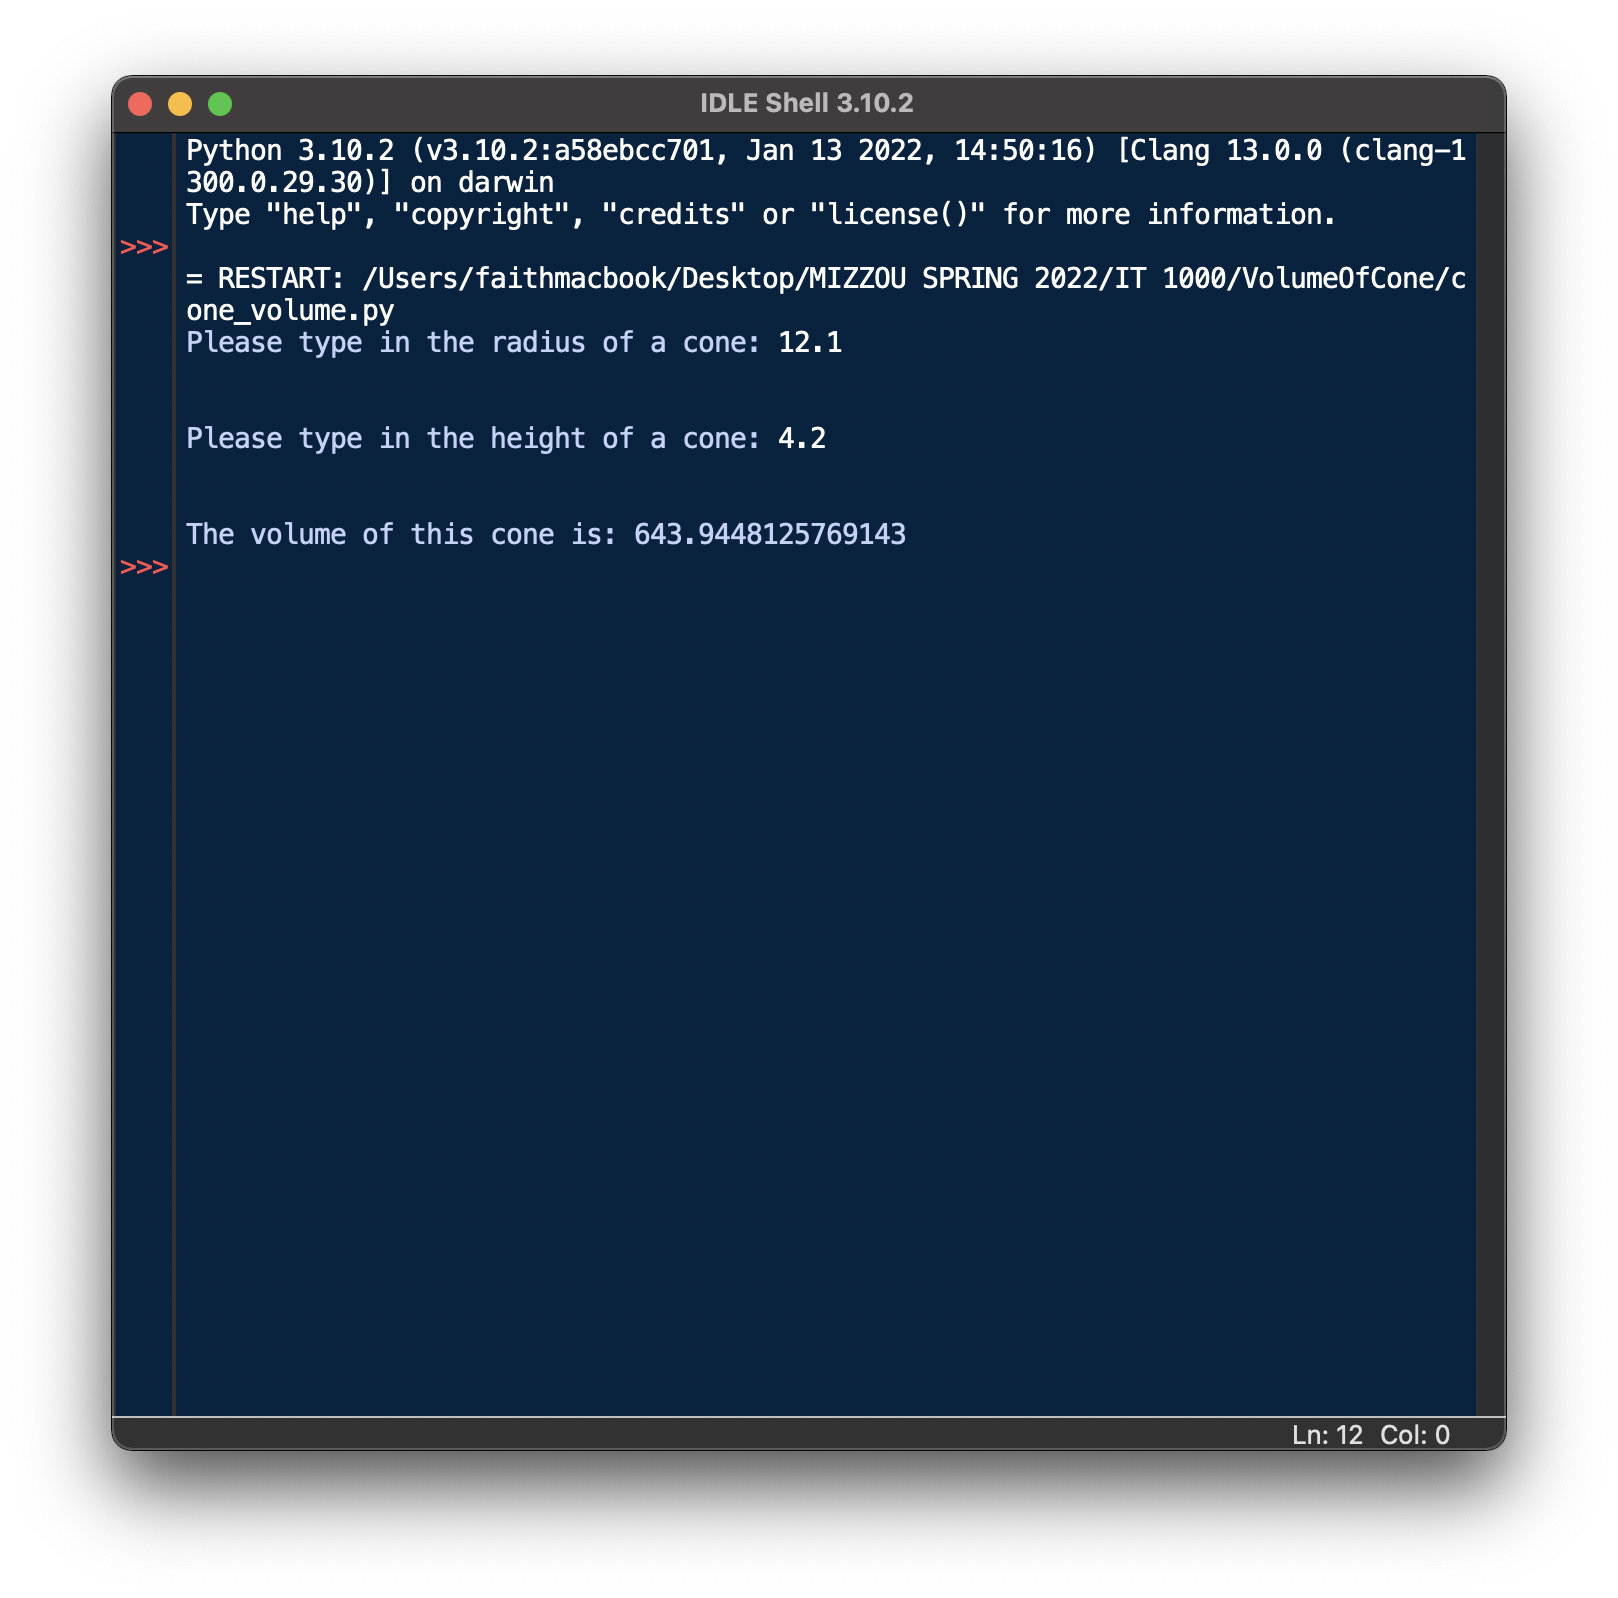 IDLE Shell 3.10.2
Python 3.10.2 (v3.10.2:a58ebcc701, Jan 13 2022, 14:50:16) [Clang 13.0.0 (clang-1
300.0.29.30)] on darwin
Type "help", "copyright", "credits" or "license()" for more information.
>>>
= RESTART: /Users/faithmacbook/Desktop/MIZZOU SPRING 2022/IT 1000/VolumeOfCone/c
one_volume.py
Please type in the radius of a cone: 12.1
Please type in the height of a cone: 4.2
The volume of this cone is: 643.9448125769143
>>>
Ln: 12 Col: 0